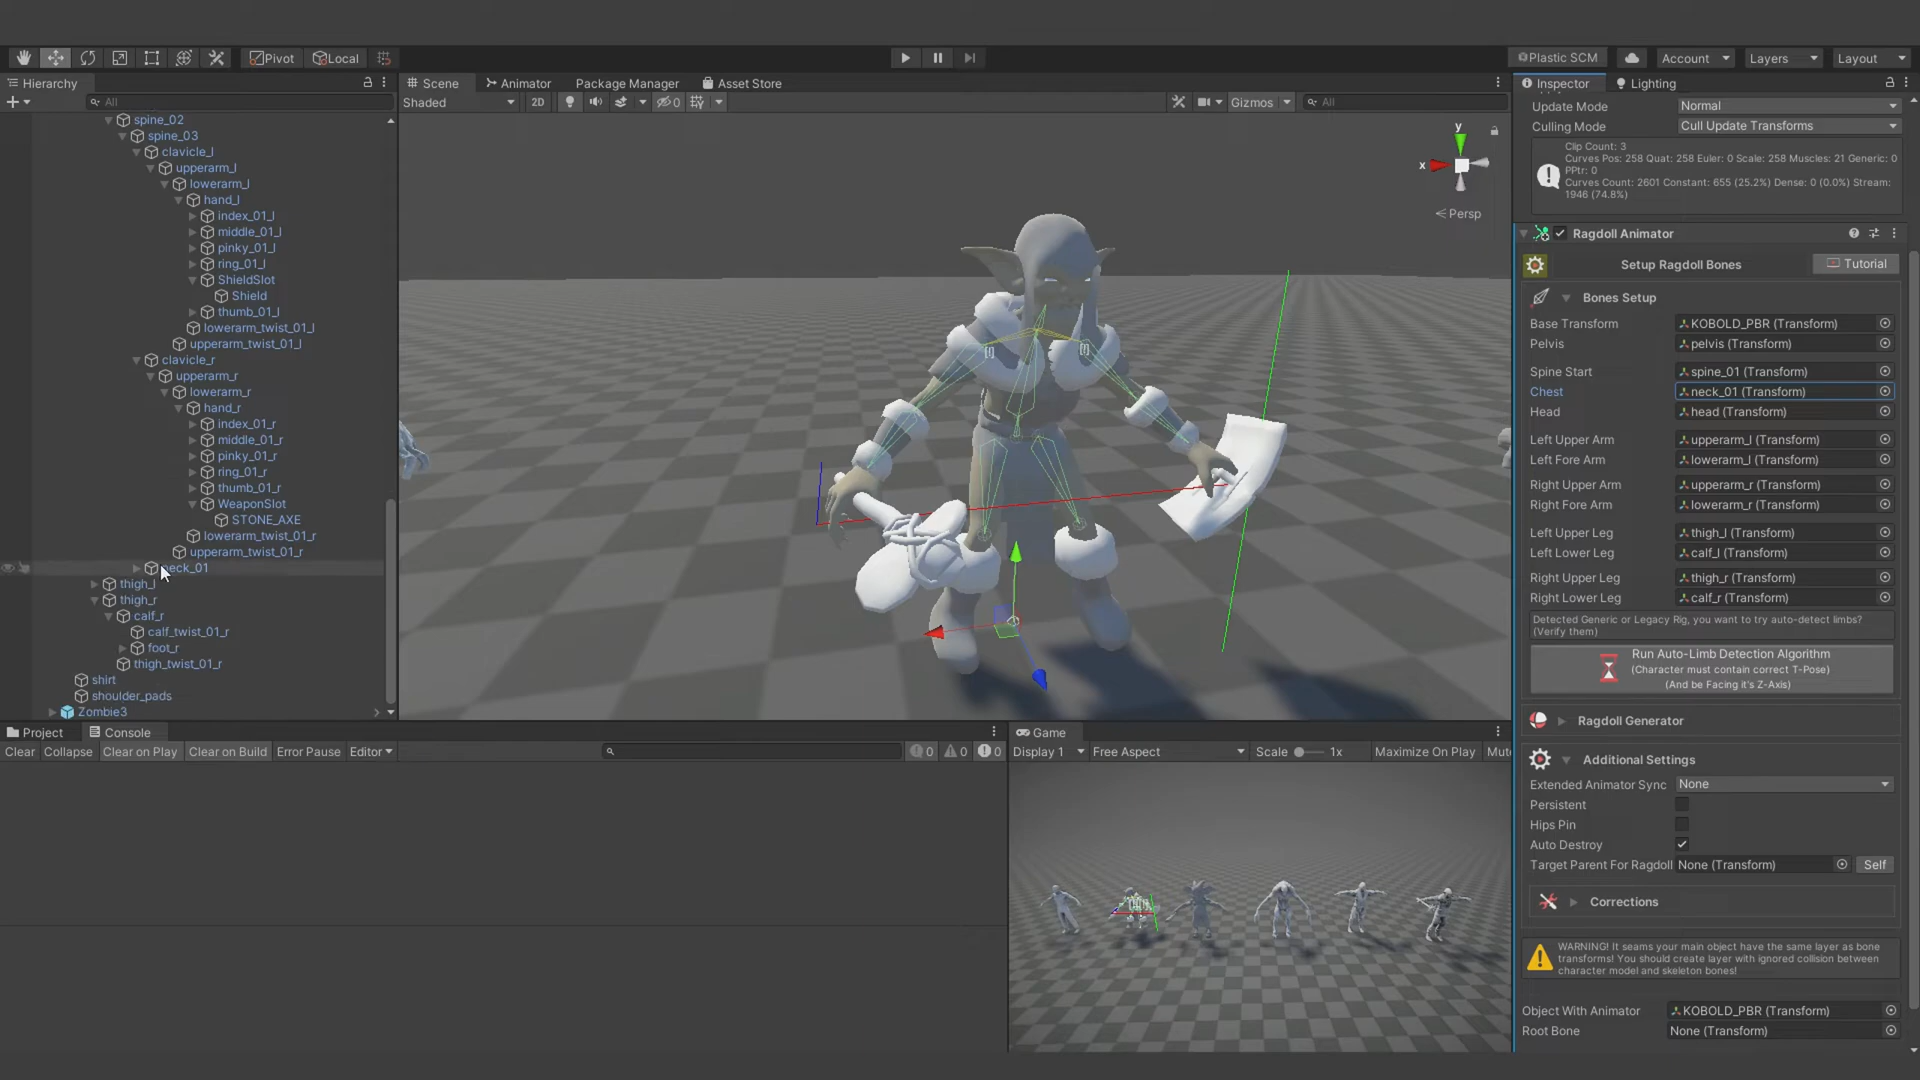 Pivot
Local
Plastic SCM
Account
Layers
Layout
Hierarchy
All
spine_02
spine_03
clavicle_l
upperarm_l
lowerarm_l
hand_l
index_01_l
middle_01_l
pinky_01_l
ring_01_l
ShieldSlot
Shield
thumb_01_l
lowerarm_twist_01_l
upperarm_twist_01_l
clavicle_r
upperarm_r
lowerarm_r
hand_r
index_01_r
middle_01_r
pinky_01_r
ring_01_r
thumb_01_r
WeaponSlot
STONE_AXE
lowerarm_twist_01_r
upperarm_twist_01_r
neck_01
thigh_l
thigh_r
calf_r
calf_twist_01_r
foot_r
thigh_twist_01_r
shirt
shoulder_pads
Zombie3
Scene
Animator
Package Manager
Asset Store
Shaded
2D
0
Gizmos
All
y
x
Persp
[!]
[!]
Inspector
Lighting
Update Mode Normal
Culling Mode Cull Update Transforms
Clip Count: 3
Curves Pos: 258 Quat: 258 Euler: 0 Scale: 258 Muscles: 21 Generic: 0
PPtr: 0
Curves Count: 2601 Constant: 655 (25.2%) Dense: 0 (0.0%) Stream:
1946 (74.8%)
Ragdoll Animator
Setup Ragdoll Bones
Tutorial
Bones Setup
Base Transform KOBOLD_PBR (Transform)
Pelvis pelvis (Transform)
Spine Start spine_01 (Transform)
Chest neck_01 (Transform)
Head head (Transform)
Left Upper Arm upperarm_l (Transform)
Left Fore Arm lowerarm_l (Transform)
Right Upper Arm upperarm_r (Transform)
Right Fore Arm lowerarm_r (Transform)
Left Upper Leg thigh_l (Transform)
Left Lower Leg calf_l (Transform)
Right Upper Leg thigh_r (Transform)
Right Lower Leg calf_r (Transform)
Detected Generic or Legacy Rig, you want to try auto-detect limbs?
(Verify them)
Run Auto-Limb Detection Algorithm
(Character must contain correct T-Pose)
(And be Facing it's Z-Axis)
Ragdoll Generator
Additional Settings
Extended Animator Sync None
Persistent
Hips Pin
Auto Destroy
Target Parent For Ragdoll None (Transform) Self
Corrections
WARNING! It seams your main object have the same layer as bone
transforms! You should create layer with ignored collision between
character model and skeleton bones!
Object With Animator KOBOLD_PBR (Transform)
Root Bone None (Transform)
Project
Console
Clear
Collapse
Clear on Play
Clear on Build
Error Pause
Editor
0
0
0
Game
Display 1
Free Aspect
Scale
1x
Maximize On Play
Mut